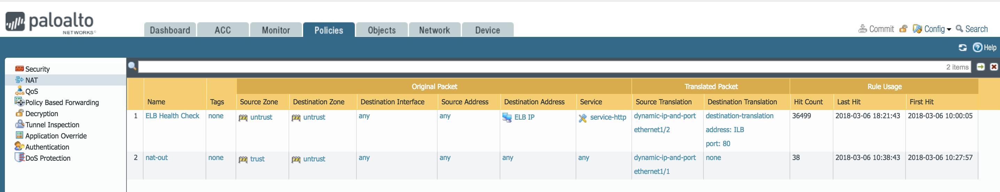 paloalto
NETWORKS
Dashboard ACC Monitor Policies Objects Network Device
Commit Config Search
Help
Security
NAT
QoS
Policy Based Forwarding
Decryption
Tunnel Inspection
Application Override
Authentication
DoS Protection
2 items
Original Packet Translated Packet Rule Usage
Name Tags Source Zone Destination Zone Destination Interface Source Address Destination Address Service Source Translation Destination Translation Hit Count Last Hit First Hit
1 ELB Health Check none untrust untrust any any ELB IP service-http dynamic-ip-and-port destination-translation 36499 2018-03-06 18:21:43 2018-03-06 10:00:05
ethernet1/2 address: ILB
port: 80
2 nat-out none trust untrust any any any any dynamic-ip-and-port none 38 2018-03-06 10:38:43 2018-03-06 10:27:57
ethernet1/1